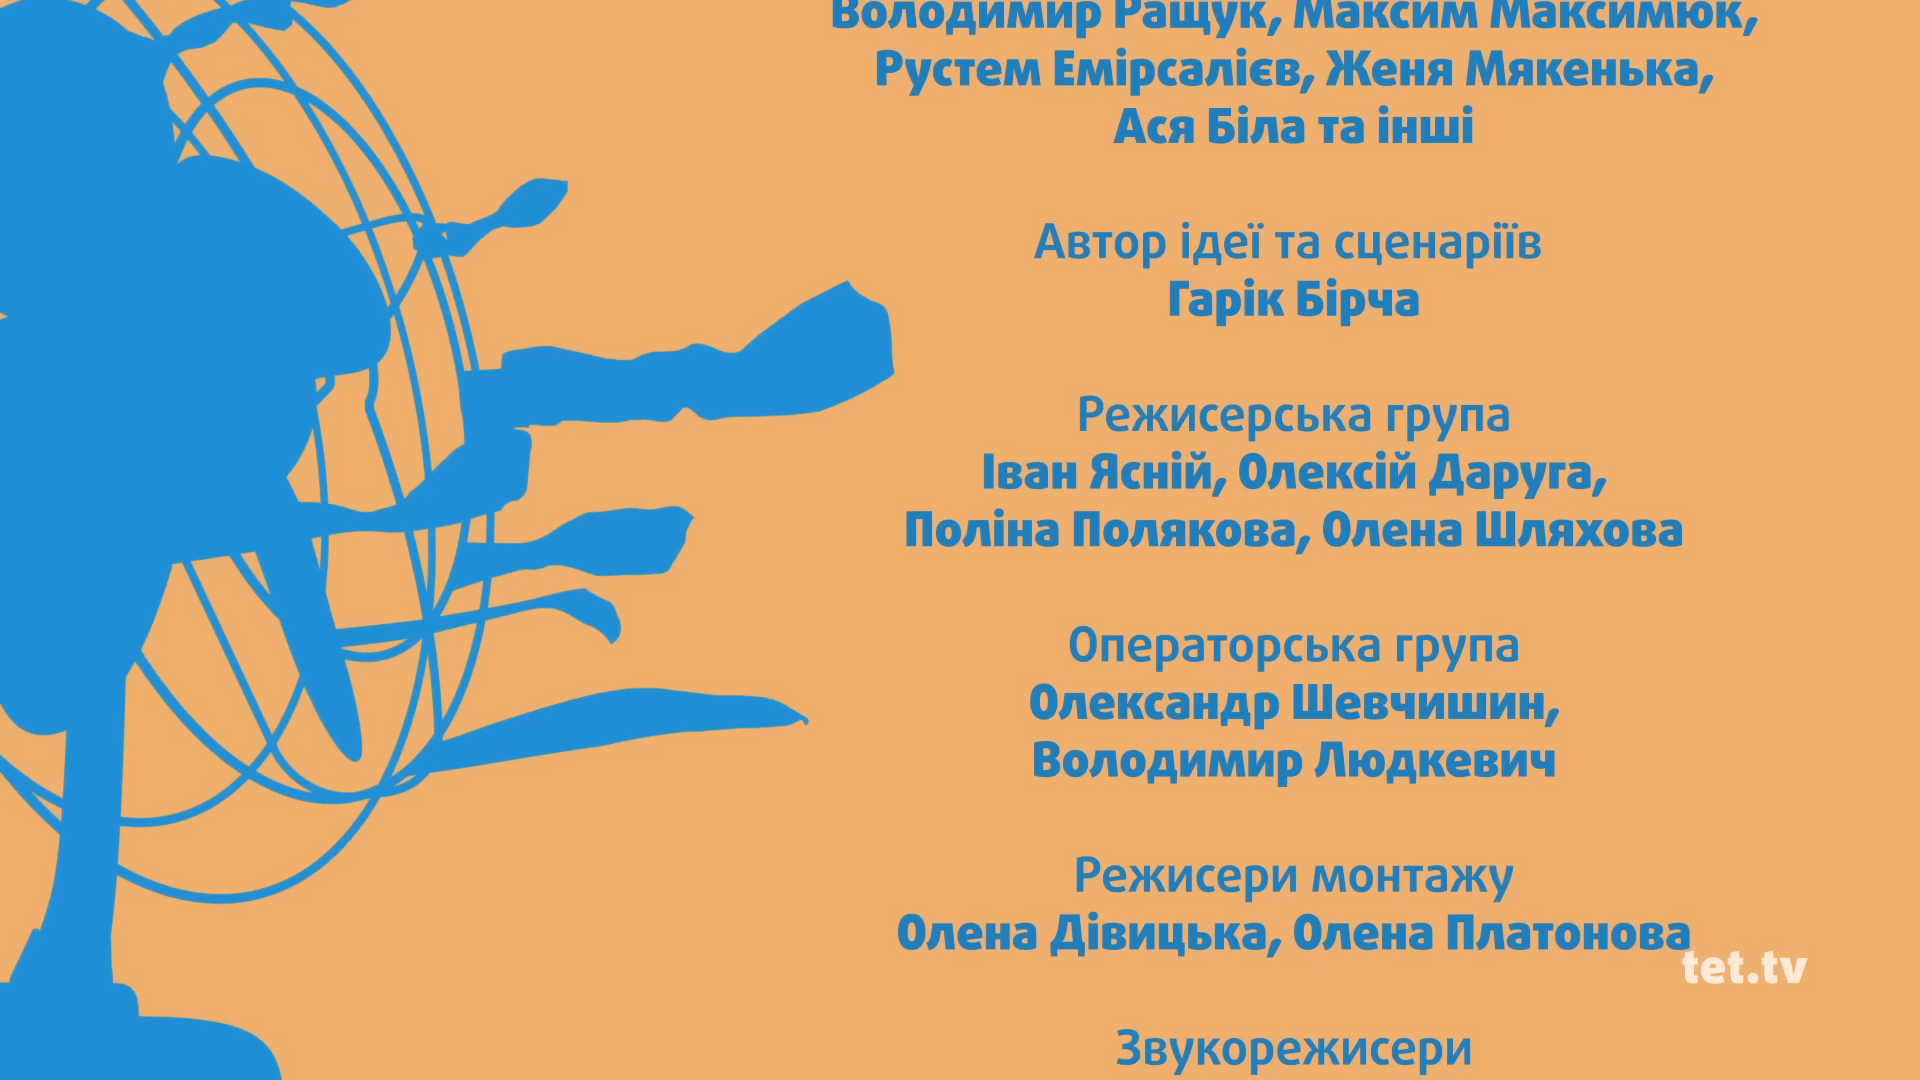 Володимир Ращук, Максим Максимюк,
Рустем Емірсалієв, Женя Мякенька,
Ася Біла та інші
Автор ідеї та сценаріїв
Гарік Бірча
Режисерська група
Іван Ясній, Олексій Даруга,
Поліна Полякова, Олена Шляхова
Операторська група
Олександр Шевчишин,
Володимир Людкевич
Режисери монтажу
Олена Дівицька, Олена Платонова
tet.tv
Звукорежисери